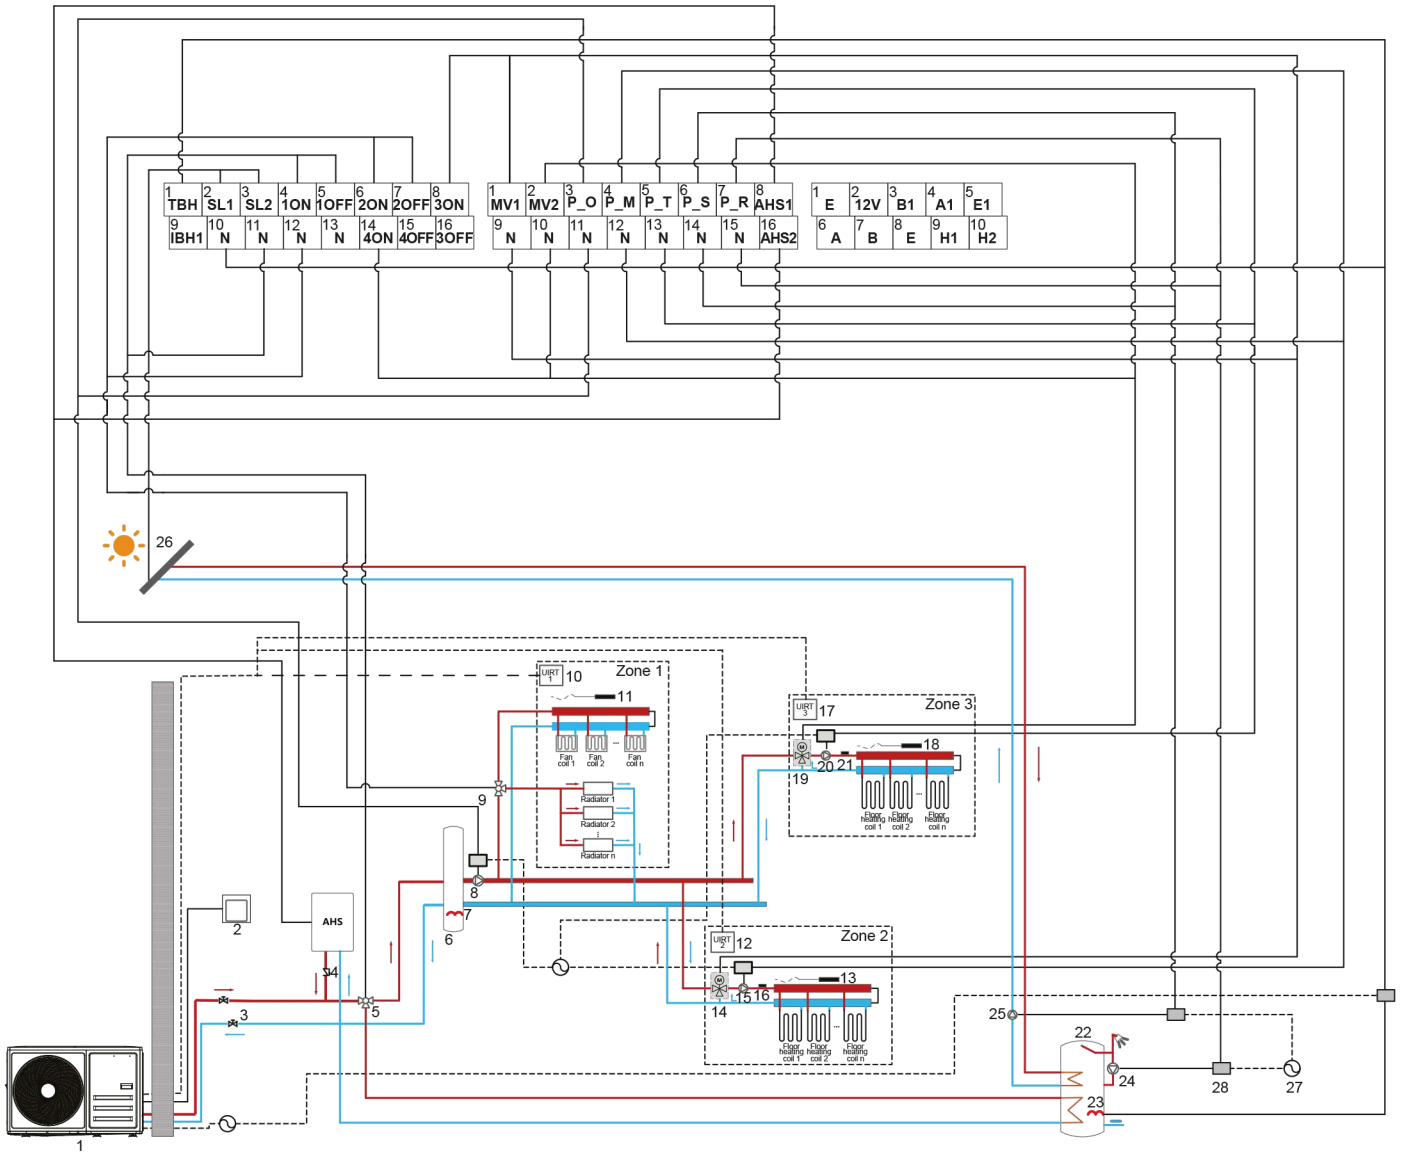 1 2 3 4 5 6 7 8
TBH SL1 SL2 1ON 1OFF 2ON 2OFF 3ON
9 10 11 12 13 14 15 16
IBH1 N N N N 4ON 4OFF 3OFF
1 2 3 4 5 6 7 8
MV1 MV2 P_O P_M P_T P_S P_R AHS1
9 10 11 12 13 14 15 16
N N N N N N N AHS2
1 2 3 4 5
E 12V B1 A1 E1
6 7 8 9 10
A B E H1 H2
26
Zone 1
UIRT
1
10
11
Fan
coil 1
Fan
coil 2
...
Fan
coil n
9
Radiator 1
Radiator 2
⋮
Radiator n
Zone 3
UIRT
3
17
18
19
20
21
Floor
heating
coil 1
Floor
heating
coil 2
...
Floor
heating
coil n
8
7
6
AHS
2
4
3
5
Zone 2
UIRT
2
12
13
14
15
16
Floor
heating
coil 1
Floor
heating
coil 2
...
Floor
heating
coil n
25
22
24
23
28
27
1
M
M